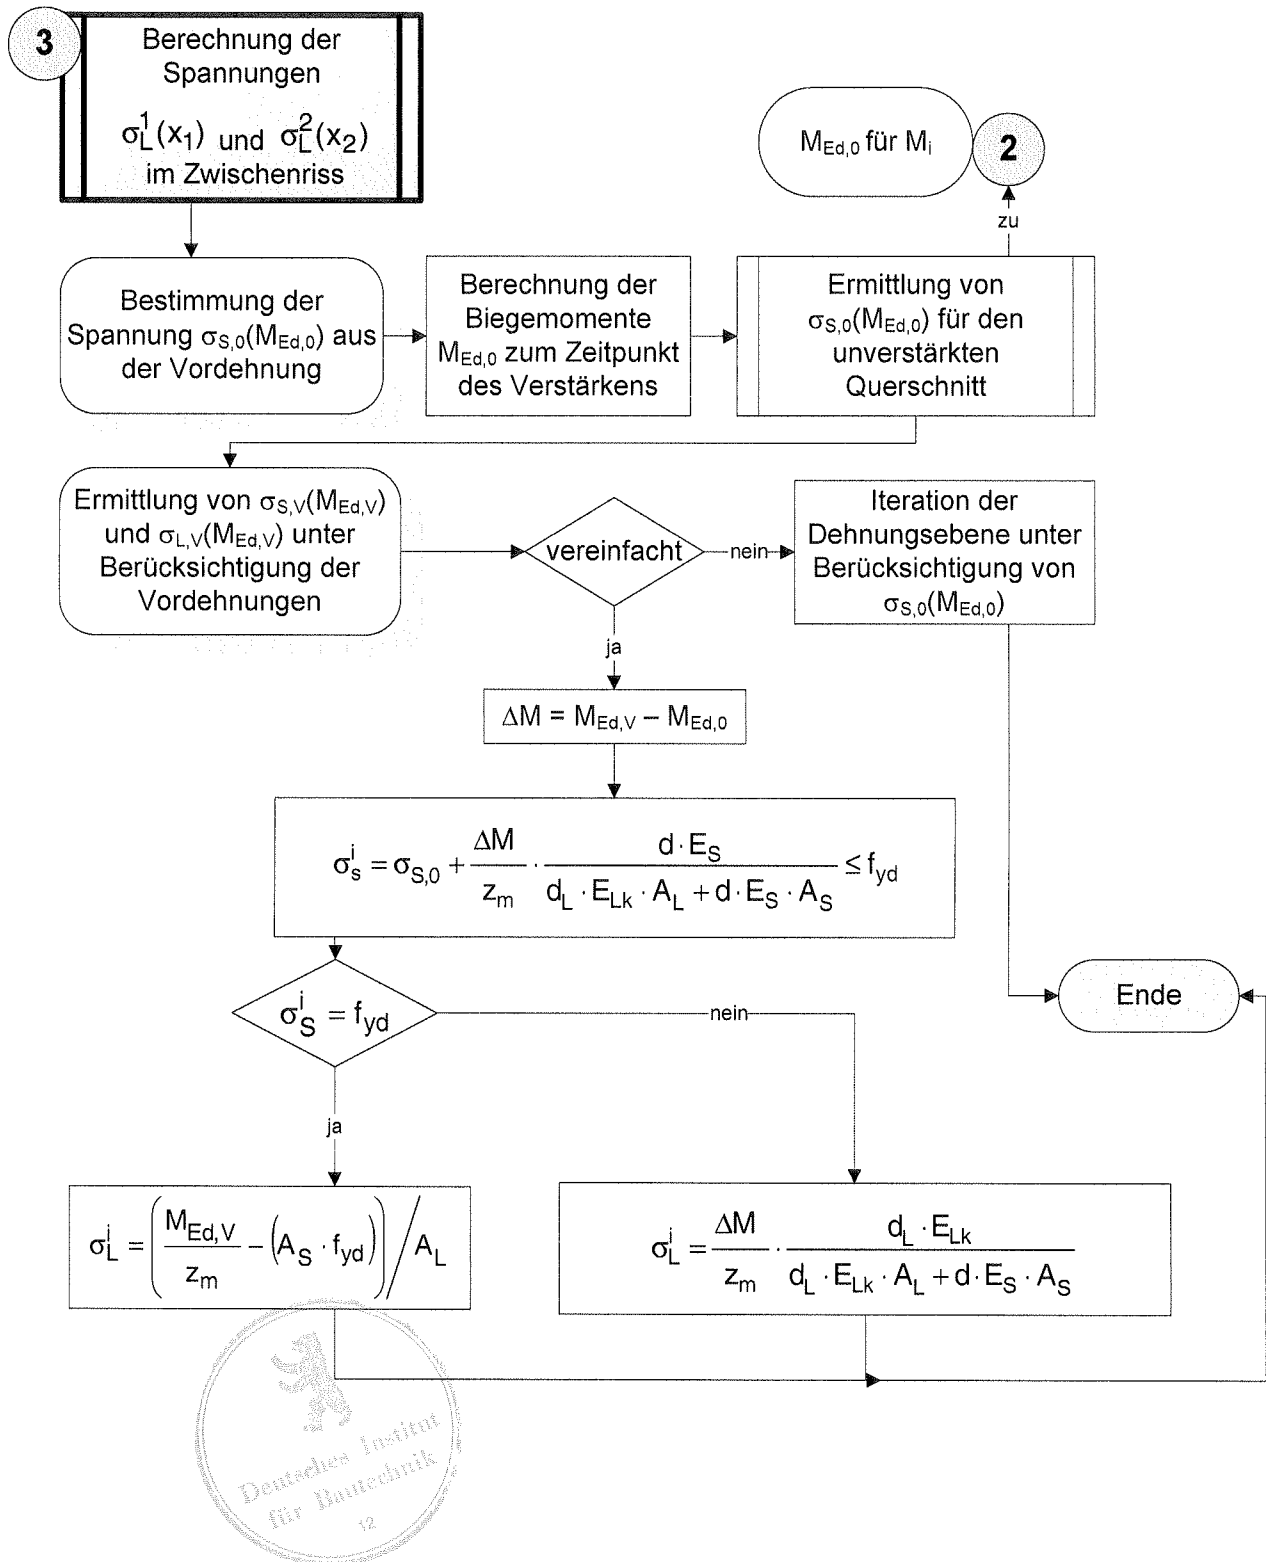 3
Berechnung der
Spannungen
σ_L^1(x₁) und σ_L^2(x₂)
im Zwischenriss
M_Ed,0 für M_i
2
zu
Bestimmung der
Spannung σ_S,0(M_Ed,0) aus
der Vordehnung
Berechnung der
Biegemomente
M_Ed,0 zum Zeitpunkt
des Verstärkens
Ermittlung von
σ_S,0(M_Ed,0) für den
unverstärkten
Querschnitt
Ermittlung von σ_S,V(M_Ed,V)
und σ_L,V(M_Ed,V) unter
Berücksichtigung der
Vordehnungen
vereinfacht
nein
Iteration der
Dehnungsebene unter
Berücksichtigung von
σ_S,0(M_Ed,0)
ja
ΔM = M_Ed,V − M_Ed,0
σ_s^i = σ_S,0 + ΔM / z_m · d · E_S / (d_L · E_Lk · A_L + d · E_S · A_S) ≤ f_yd
Ende
σ_S^i = f_yd
nein
ja
σ_L^i = (M_Ed,V / z_m − (A_S · f_yd)) / A_L
σ_L^i = ΔM / z_m · d_L · E_Lk / (d_L · E_Lk · A_L + d · E_S · A_S)
Deutsches Institut
für Bautechnik
12